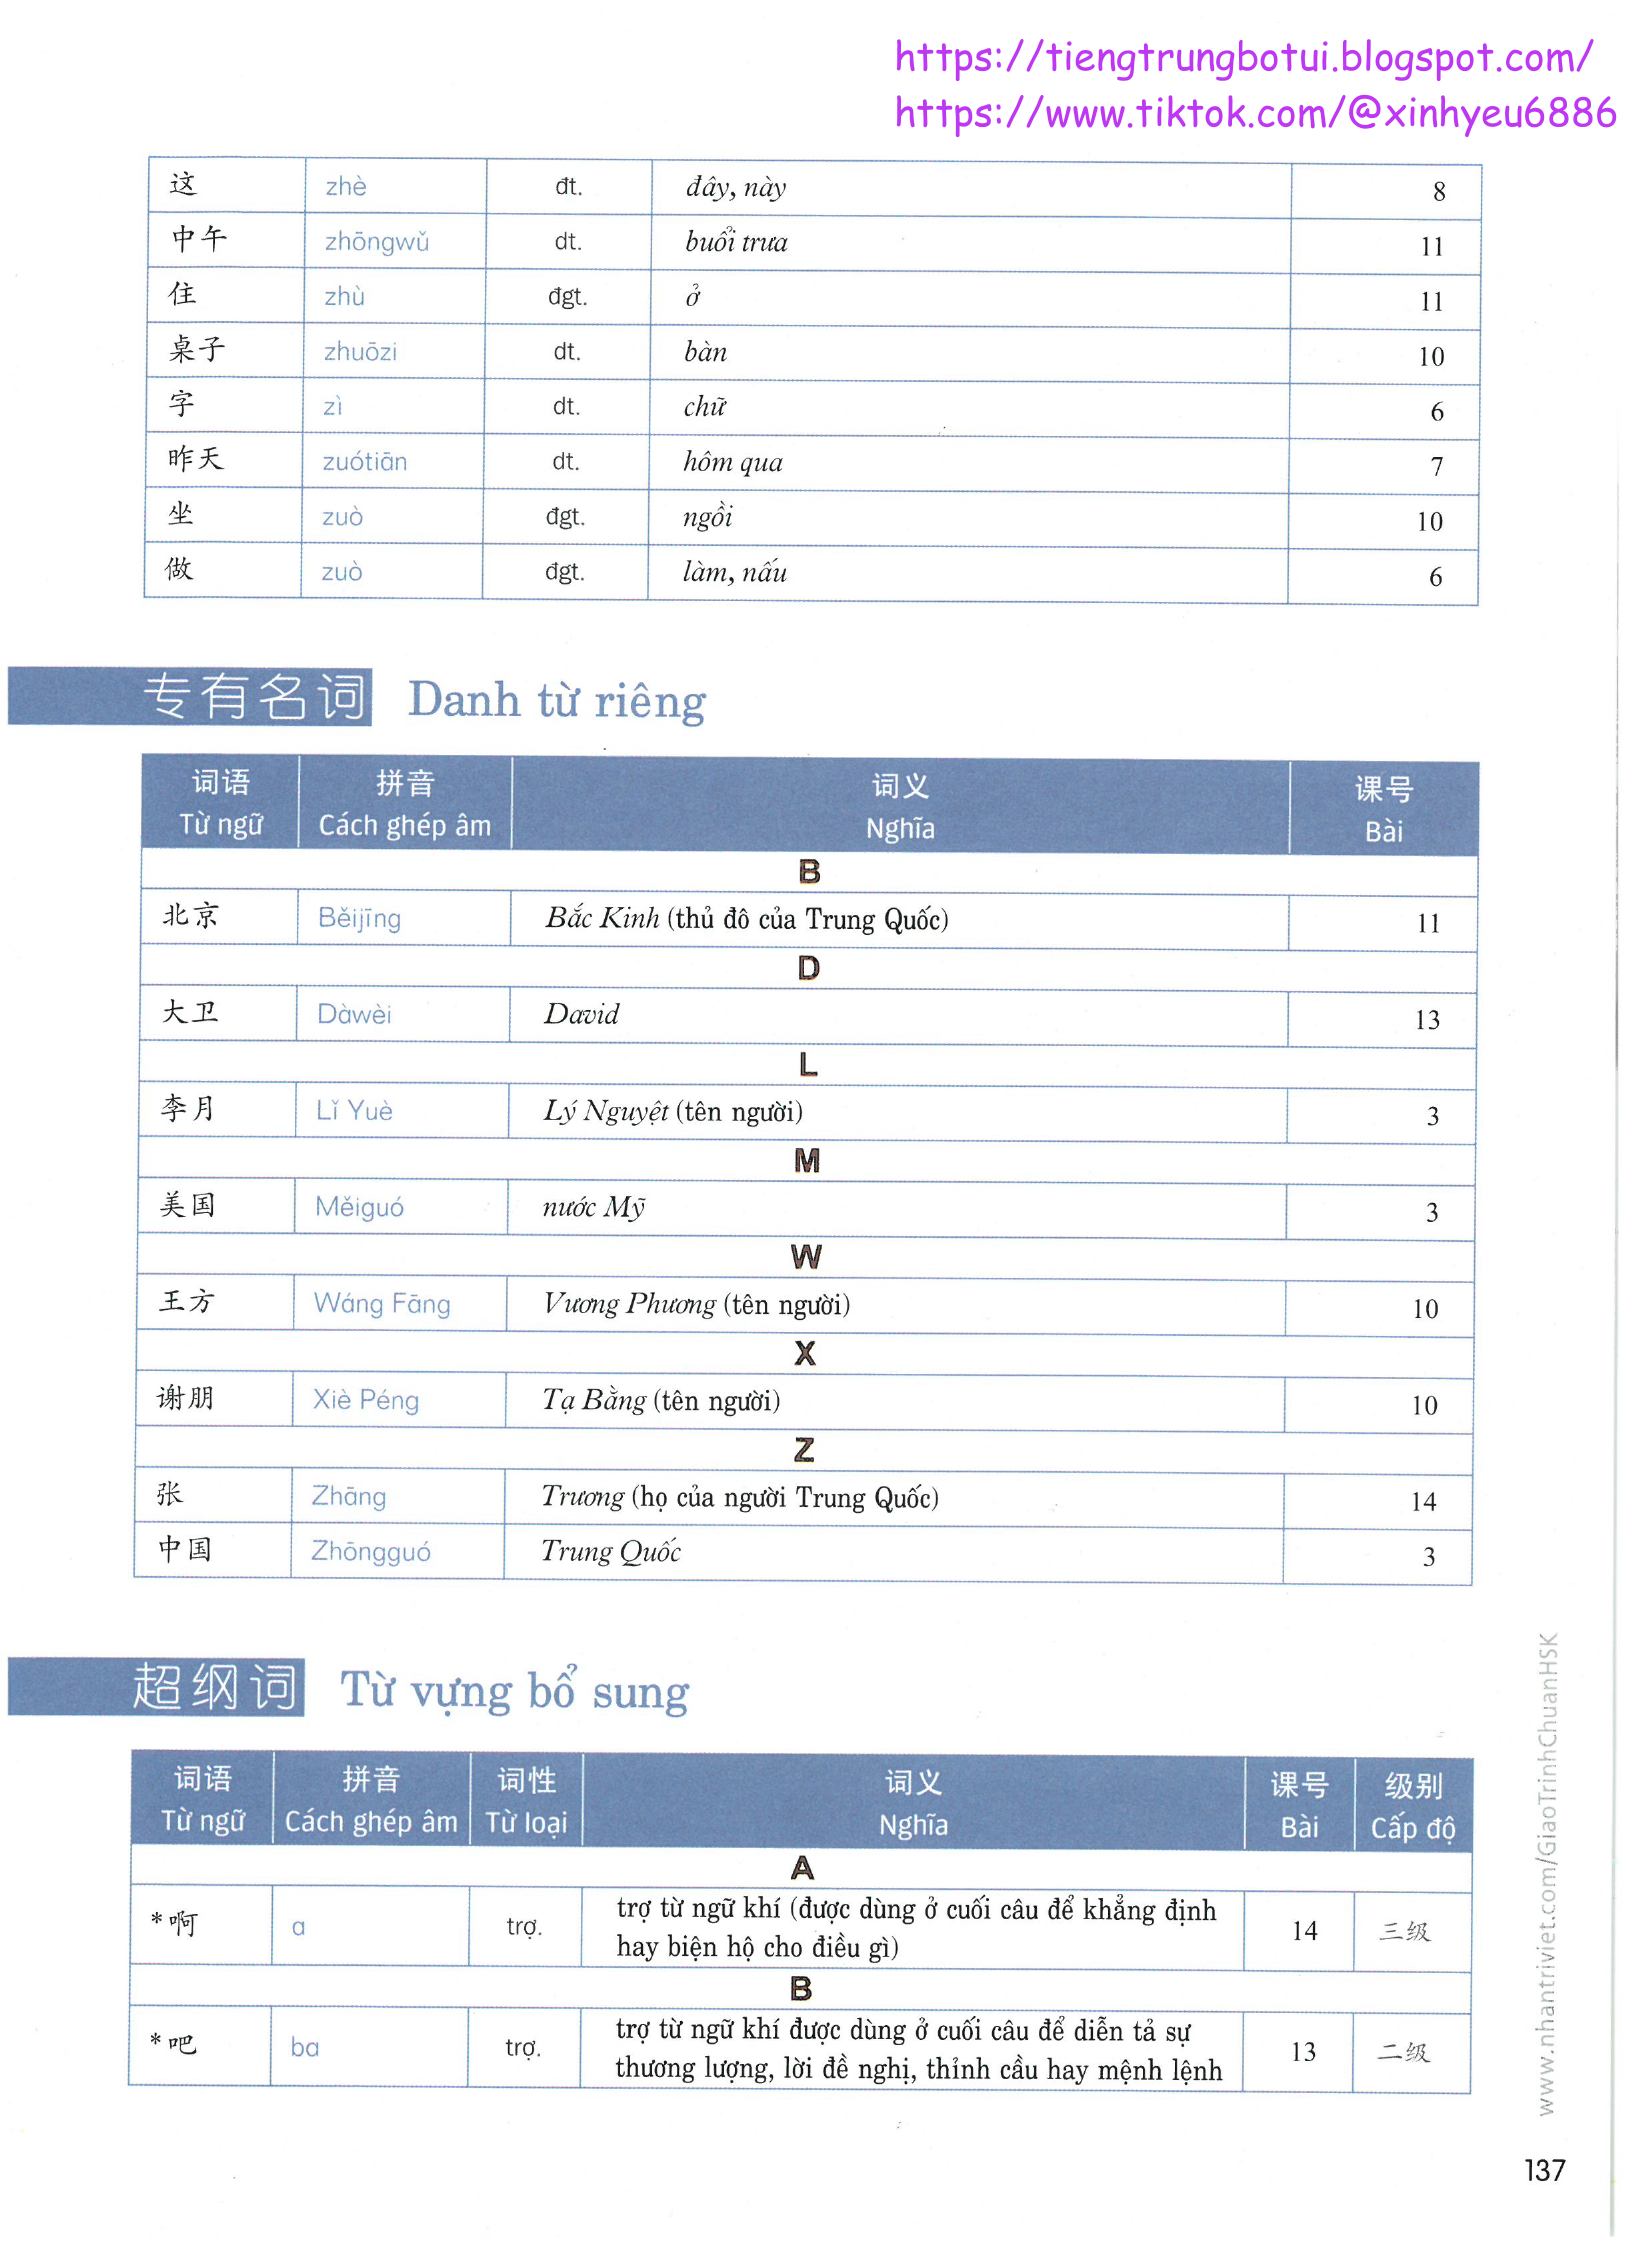 https://tiengtrungbotui.blogspot.com/
https://www.tiktok.com/@xinhyeu6886
这 zhè đt. đây, này 8
中午 zhōngwǔ dt. buổi trưa 11
住 zhù đgt. ở 11
桌子 zhuōzi dt. bàn 10
字 zì dt. chữ 6
昨天 zuótiān dt. hôm qua 7
坐 zuò đgt. ngồi 10
做 zuò đgt. làm, nấu 6
专有名词 Danh từ riêng
词语 拼音 词义 课号
Từ ngữ Cách ghép âm Nghĩa Bài
B
北京 Běijīng Bắc Kinh (thủ đô của Trung Quốc) 11
D
大卫 Dàwèi David 13
L
李月 Lǐ Yuè Lý Nguyệt (tên người) 3
M
美国 Měiguó nước Mỹ 3
W
王方 Wáng Fāng Vương Phương (tên người) 10
X
谢朋 Xiè Péng Tạ Bằng (tên người) 10
Z
张 Zhāng Trương (họ của người Trung Quốc) 14
中国 Zhōngguó Trung Quốc 3
超纲词 Từ vựng bổ sung
词语 拼音 词性 词义 课号 级别
Từ ngữ Cách ghép âm Từ loại Nghĩa Bài Cấp độ
A
*啊 a trợ. trợ từ ngữ khí (được dùng ở cuối câu để khẳng định
hay biện hộ cho điều gì) 14 三级
B
*吧 ba trợ. trợ từ ngữ khí được dùng ở cuối câu để diễn tả sự
thương lượng, lời đề nghị, thỉnh cầu hay mệnh lệnh 13 二级
www.nhantriviet.com/GiaoTrinhChuanHSK
137